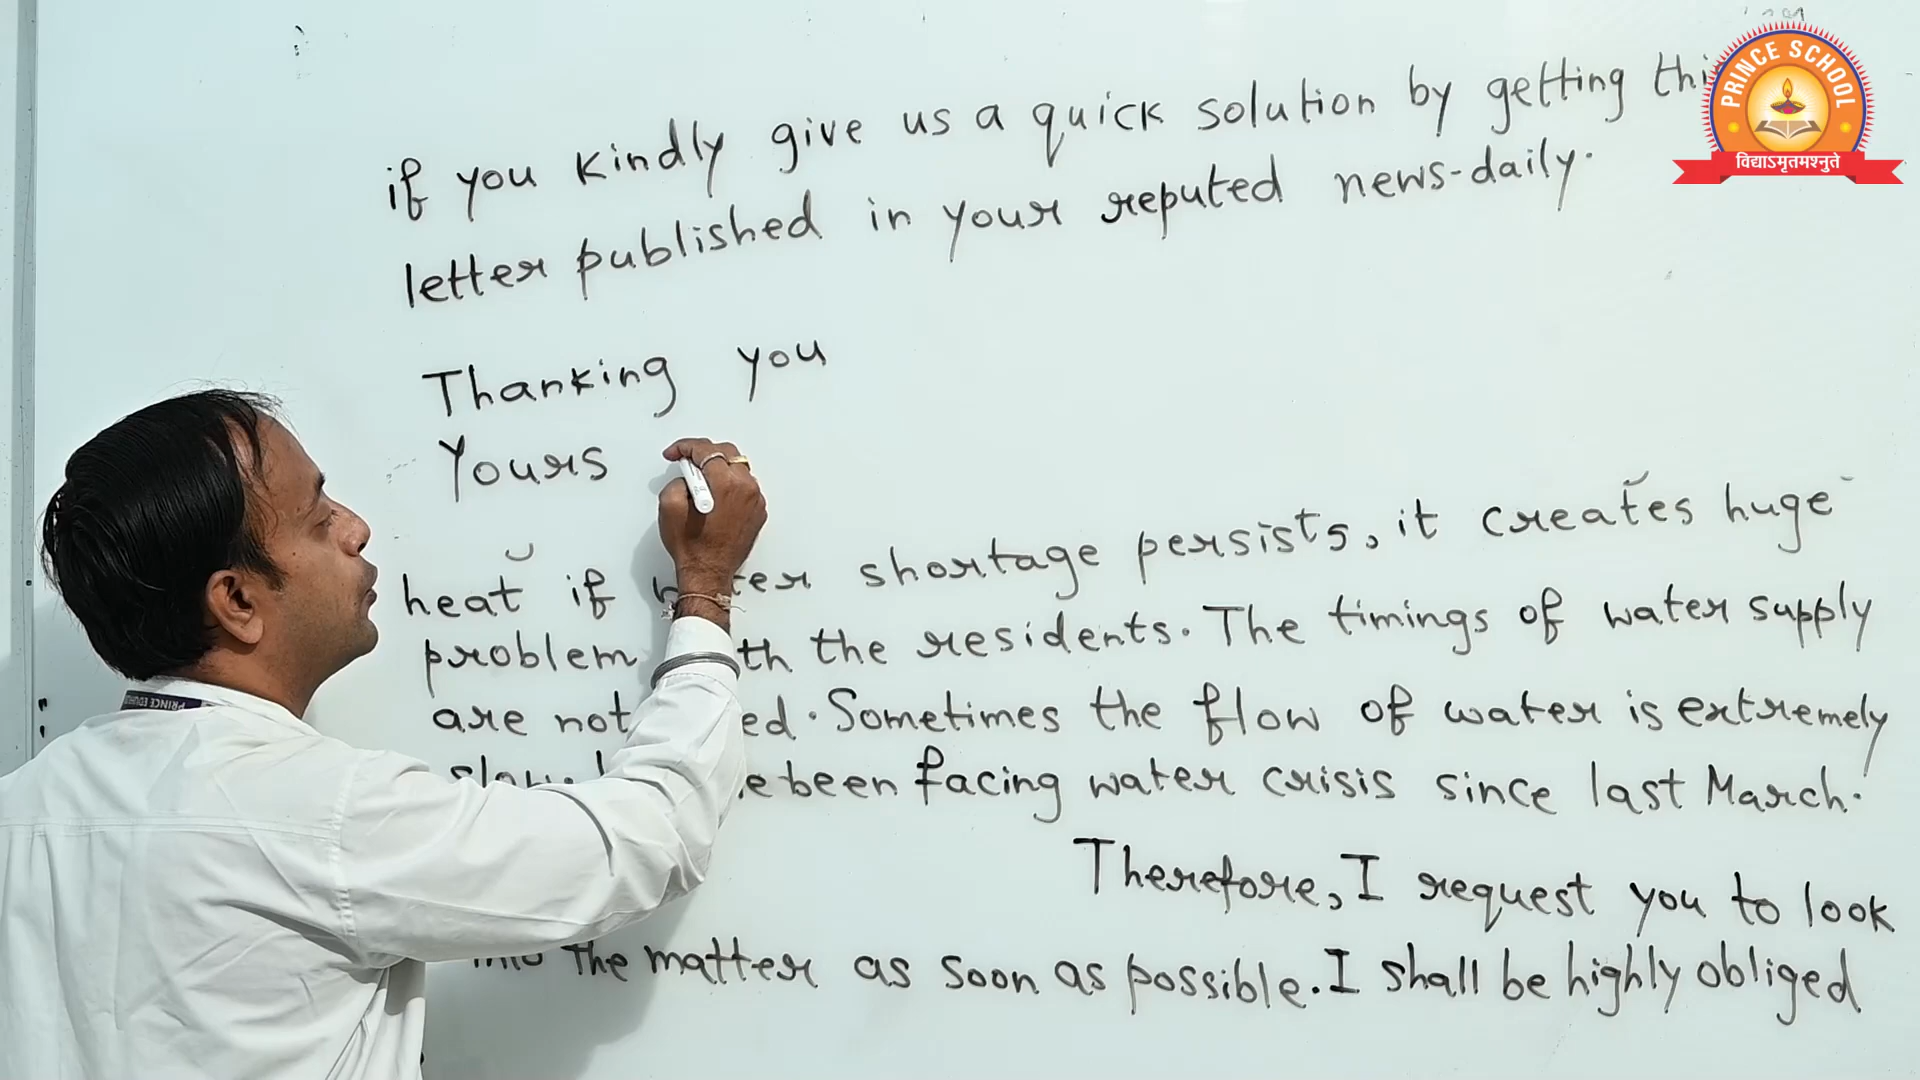 if you kindly give us a quick solution by getting
letter published in your reputed news-daily.
Thanking you
Yours
heat if shortage persists, it creates huge
problem the residents. The timings of water supply
are not Sometimes the flow of water is extremely
been facing water crisis since last March.
Therefore, I request you to look
the matter as soon as possible. I shall be highly obliged
PRINCE SCHOOL
विद्याऽमृतमश्नुते
PRINCE